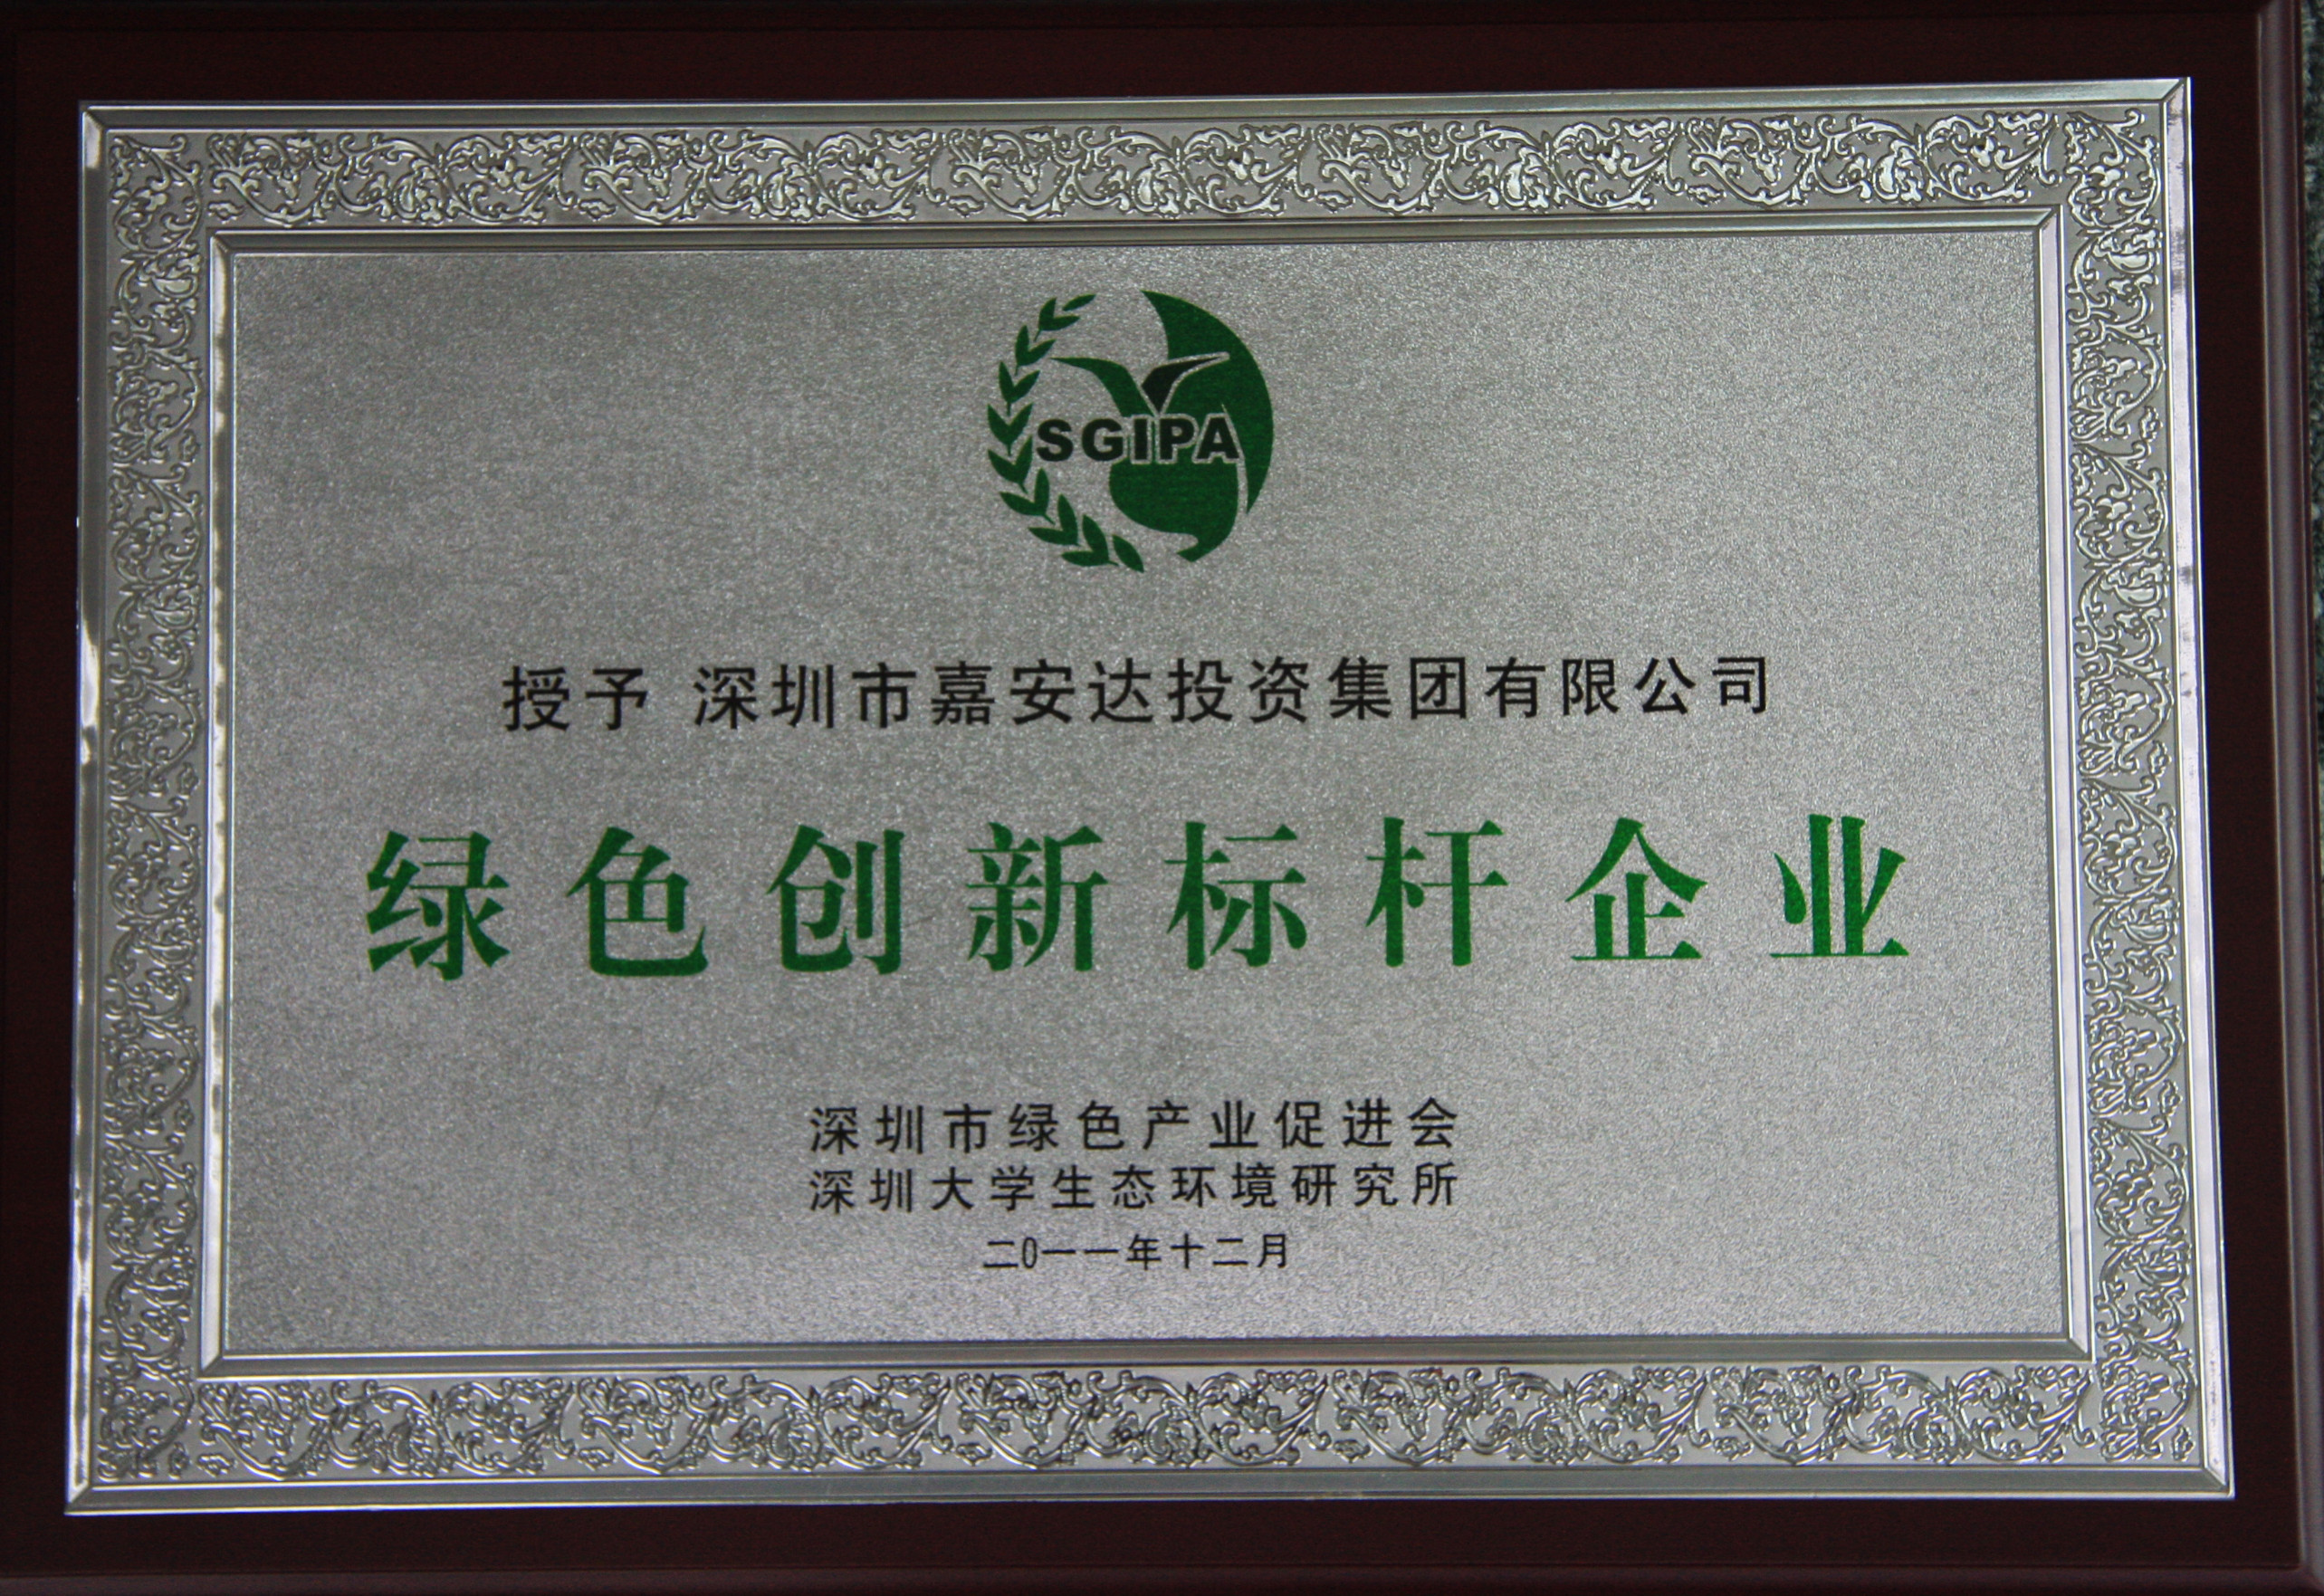 SGIPA
授予 深圳市嘉安达投资集团有限公司
绿色创新标杆企业
深圳市绿色产业促进会
深圳大学生态环境研究所
二0一一年十二月